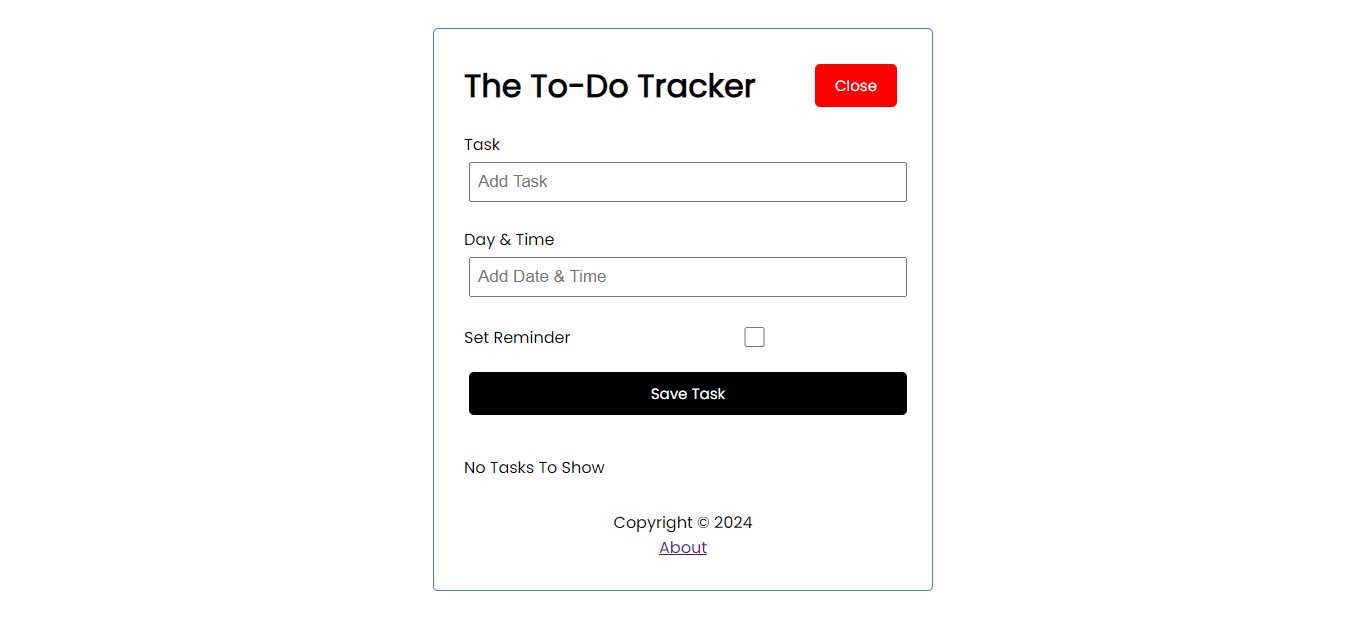 The To-Do Tracker
Close
Task
Add Task
Day & Time
Add Date & Time
Set Reminder
Save Task
No Tasks To Show
Copyright © 2024
About